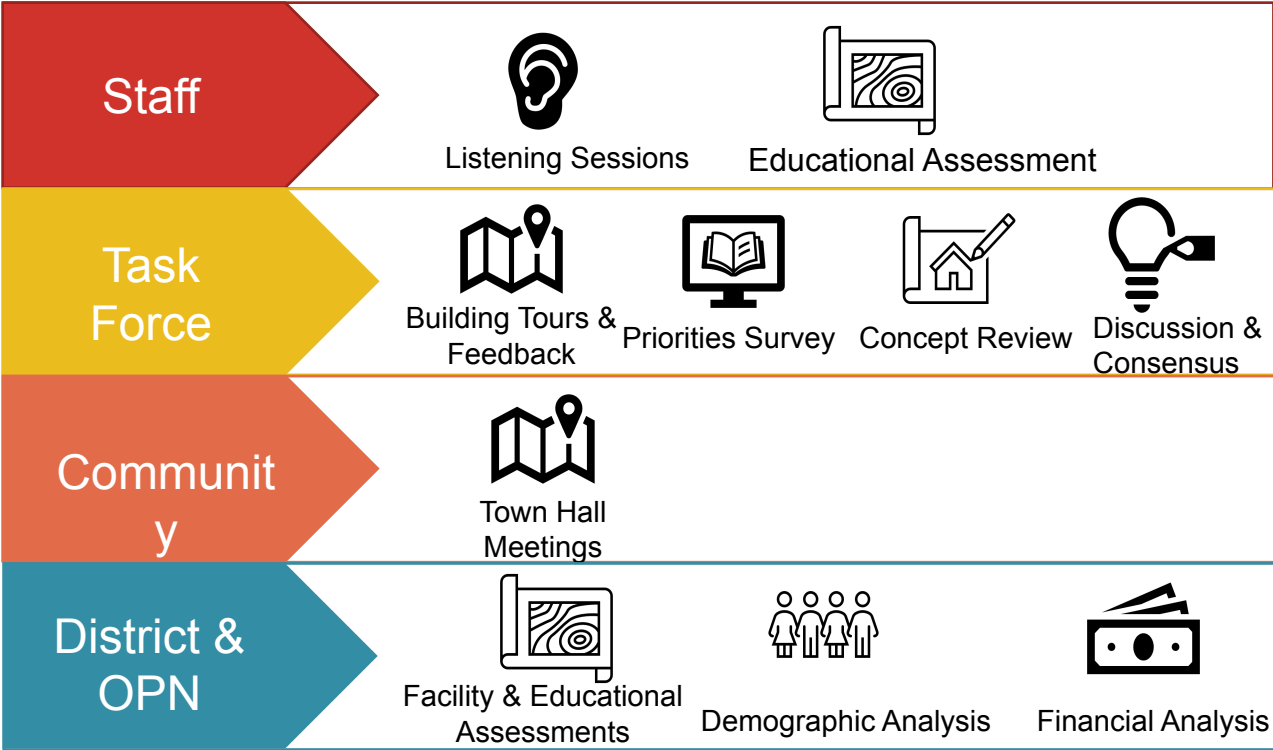 Staff
Listening Sessions
Educational Assessment
Task
Force
Building Tours &
Feedback
Priorities Survey
Concept Review
Discussion &
Consensus
Communit
y
Town Hall
Meetings
District &
OPN
Facility & Educational
Assessments
Demographic Analysis
Financial Analysis